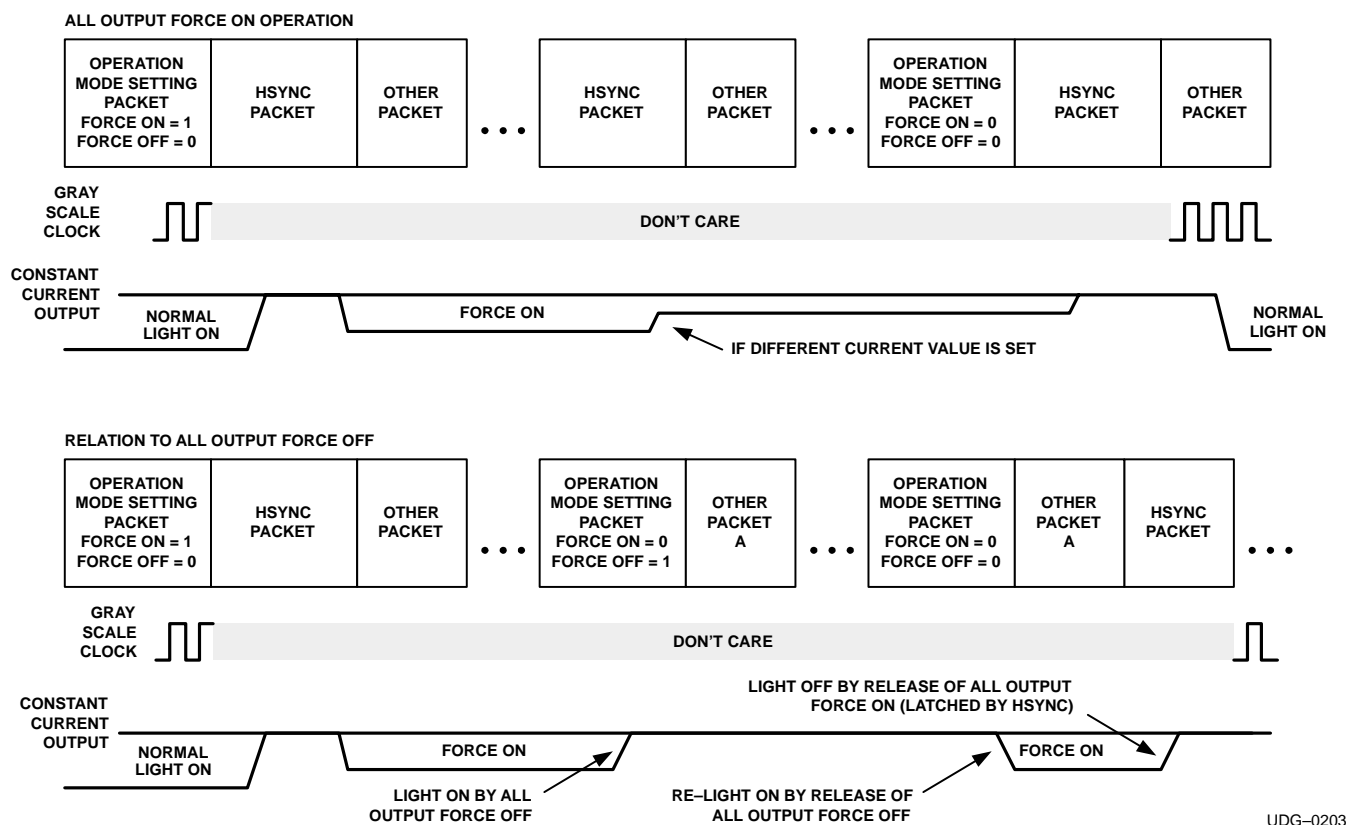 ALL OUTPUT FORCE ON OPERATION
OPERATION
MODE SETTING
PACKET
FORCE ON = 1
FORCE OFF = 0
HSYNC
PACKET
OTHER
PACKET
• • •
HSYNC
PACKET
OTHER
PACKET
• • •
OPERATION
MODE SETTING
PACKET
FORCE ON = 0
FORCE OFF = 0
HSYNC
PACKET
OTHER
PACKET
GRAY
SCALE
CLOCK
DON'T CARE
CONSTANT
CURRENT
OUTPUT
NORMAL
LIGHT ON
FORCE ON
IF DIFFERENT CURRENT VALUE IS SET
NORMAL
LIGHT ON
RELATION TO ALL OUTPUT FORCE OFF
OPERATION
MODE SETTING
PACKET
FORCE ON = 1
FORCE OFF = 0
HSYNC
PACKET
OTHER
PACKET
• • •
OPERATION
MODE SETTING
PACKET
FORCE ON = 0
FORCE OFF = 1
OTHER
PACKET
A
• • •
OPERATION
MODE SETTING
PACKET
FORCE ON = 0
FORCE OFF = 0
OTHER
PACKET
A
HSYNC
PACKET
• • •
GRAY
SCALE
CLOCK
DON'T CARE
LIGHT OFF BY RELEASE OF ALL OUTPUT
FORCE ON (LATCHED BY HSYNC)
CONSTANT
CURRENT
OUTPUT
NORMAL
LIGHT ON
FORCE ON
FORCE ON
LIGHT ON BY ALL
OUTPUT FORCE OFF
RE–LIGHT ON BY RELEASE OF
ALL OUTPUT FORCE OFF
UDG–0203